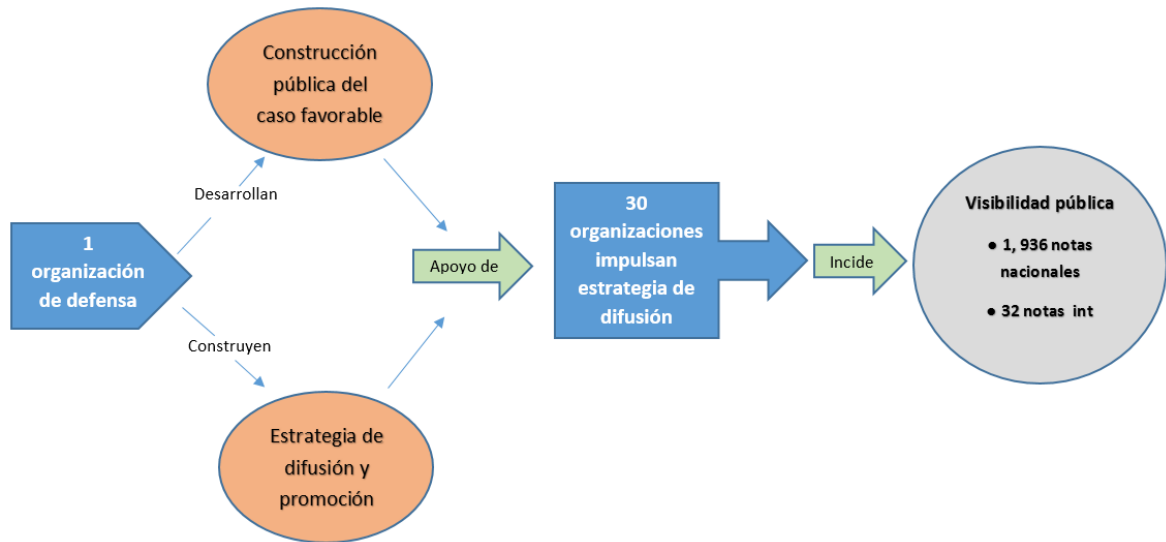 1
organización
de defensa
Desarrollan
Construyen
Construcción
pública del
caso favorable
Estrategia de
difusión y
promoción
Apoyo de
30
organizaciones
impulsan
estrategia de
difusión
Incide
Visibilidad pública
● 1, 936 notas
nacionales
● 32 notas int